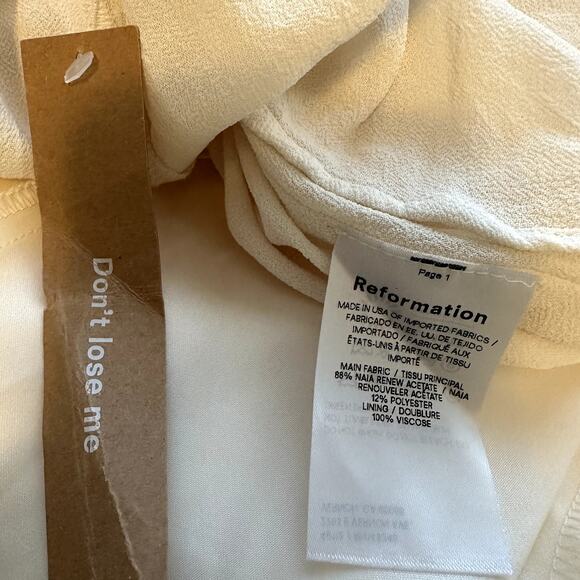 Don't lose me
Page 1
Reformation
MADE IN USA OF IMPORTED FABRICS /
FABRICADO EN EE. UU. DE TEJIDO
IMPORTADO / FABRIQUÉ AUX
ÉTATS-UNIS À PARTIR DE TISSU
IMPORTÉ
MAIN FABRIC / TISSU PRINCIPAL
88% NAIA RENEW ACETATE / NAIA
RENOUVELER ACÉTATE
12% POLYESTER
LINING / DOUBLURE
100% VISCOSE